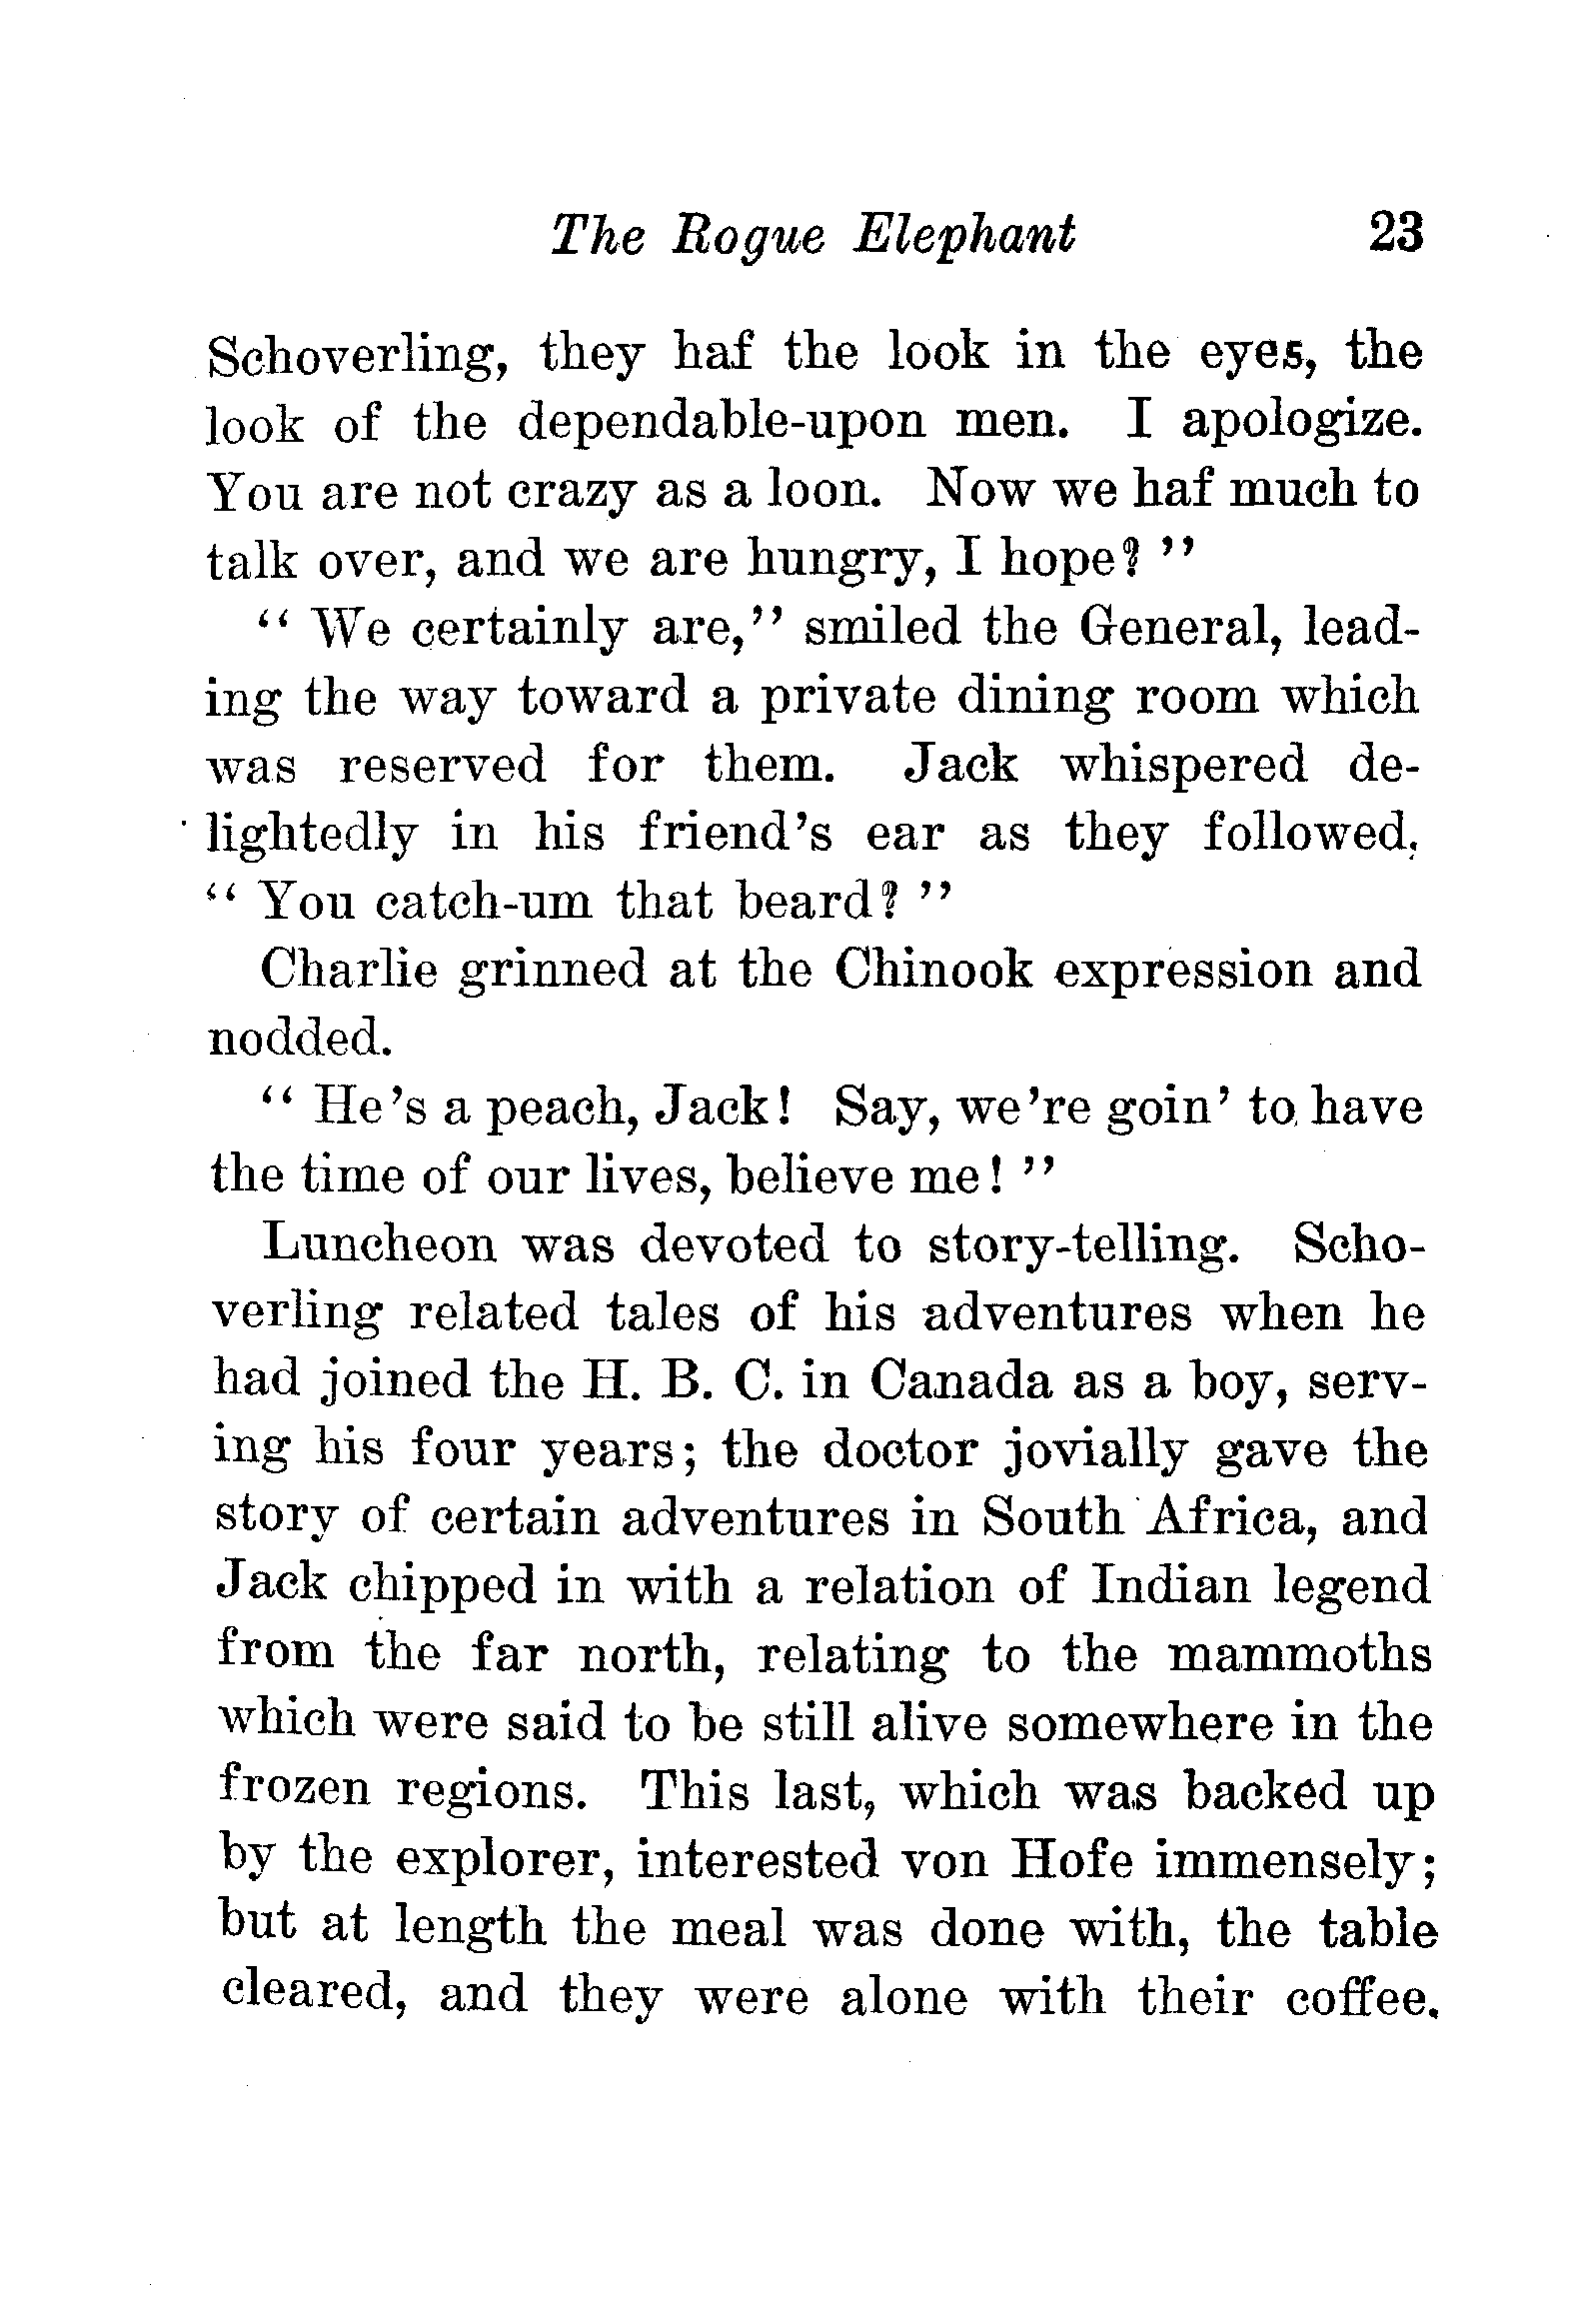 The Rogue Elephant 23
Schoverling, they haf the look in the eyes, the
look of the dependable-upon men. I apologize.
You are not crazy as a loon. Now we haf much to
talk over, and we are hungry, I hope? ”
“ We certainly are,” smiled the General, lead-
ing the way toward a private dining room which
was reserved for them. Jack whispered de-
lightedly in his friend's ear as they followed.
“ You catch-um that beard? ”
Charlie grinned at the Chinook expression and
nodded.
“ He's a peach, Jack! Say, we're goin' to have
the time of our lives, believe me! ”
Luncheon was devoted to story-telling. Scho-
verling related tales of his adventures when he
had joined the H. B. C. in Canada as a boy, serv-
ing his four years; the doctor jovially gave the
story of certain adventures in South Africa, and
Jack chipped in with a relation of Indian legend
from the far north, relating to the mammoths
which were said to be still alive somewhere in the
frozen regions. This last, which was backed up
by the explorer, interested von Hofe immensely;
but at length the meal was done with, the table
cleared, and they were alone with their coffee.